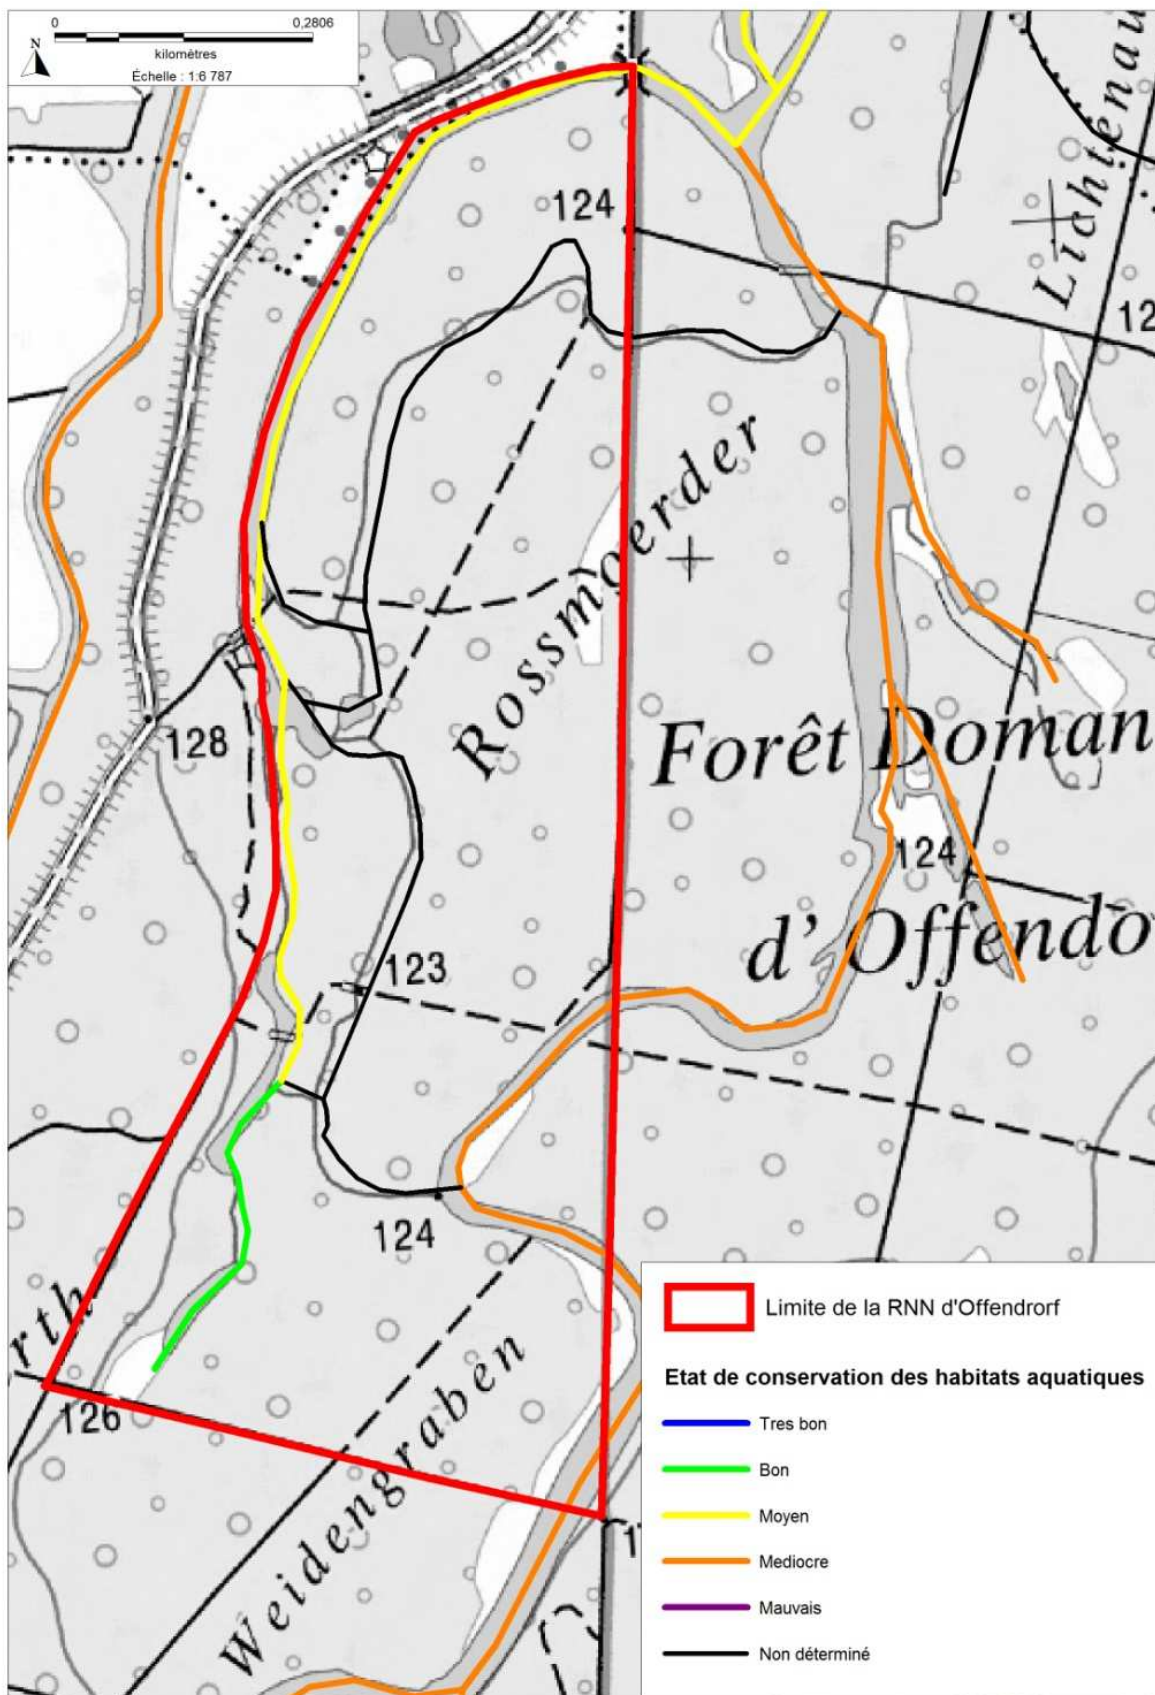 0 0,2806
kilomètres
Échelle : 1:6 787
N
Lichtenau
124
12
Rossmoerder
128
Forêt Doman
124
d' Offendo
123
124
rth
126
Weidengraben
Limite de la RNN d'Offendrorf
Etat de conservation des habitats aquatiques
Tres bon
Bon
Moyen
Mediocre
Mauvais
Non déterminé